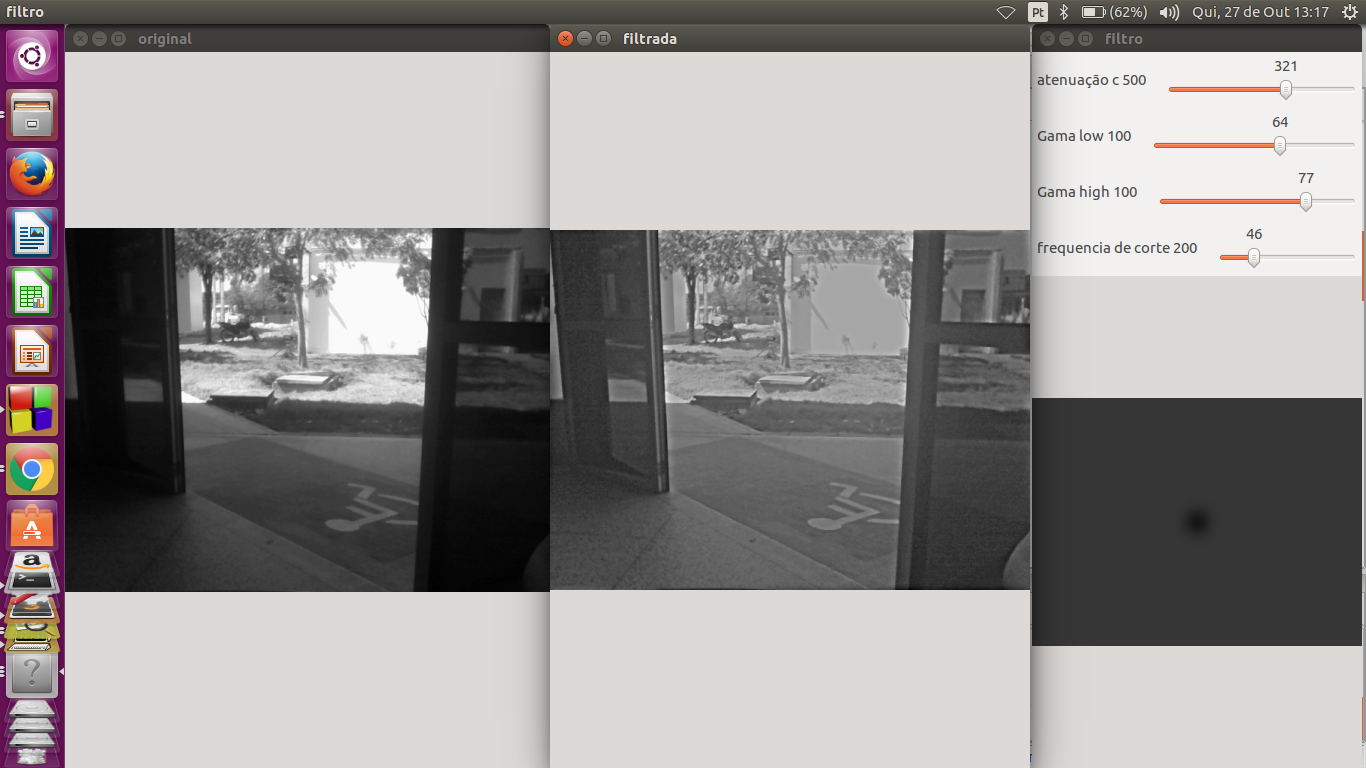 filtro
Pt
(62%)
Qui, 27 de Out 13:17
original
filtrada
filtro
atenuação c 500
321
Gama low 100
64
Gama high 100
77
frequencia de corte 200
46